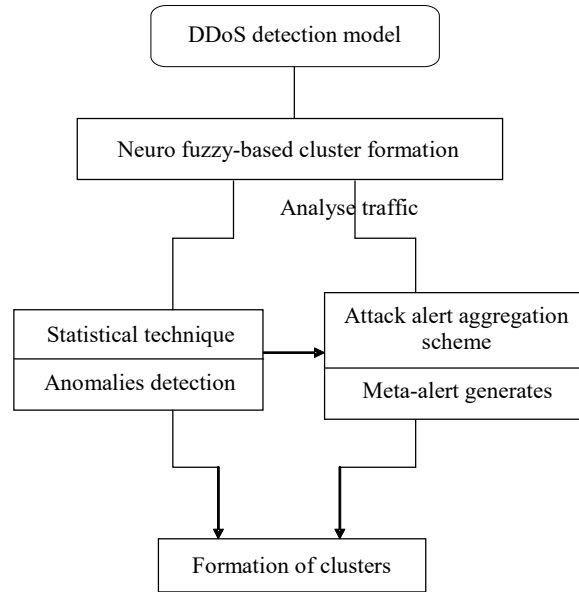 DDoS detection model
Neuro fuzzy-based cluster formation
Analyse traffic
Statistical technique
Anomalies detection
Attack alert aggregation
scheme
Meta-alert generates
Formation of clusters